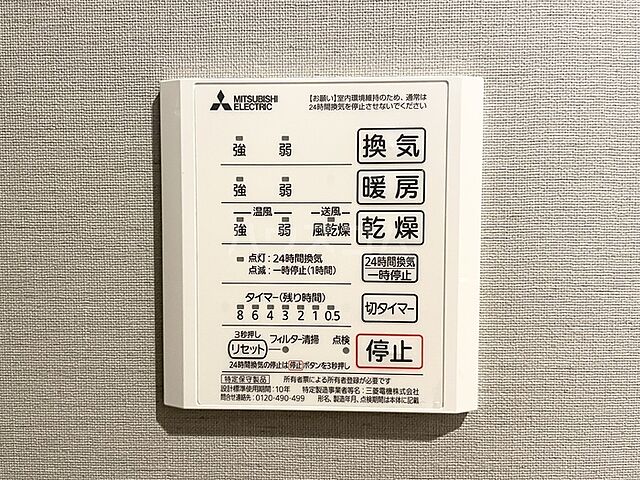 MITSUBISHI
ELECTRIC
【お願い】室内環境維持のため、通常は
24時間換気を停止させないでください
強 弱 換気
強 弱 暖房
温風 送風
強 弱 風乾燥 乾燥
点灯:24時間換気
点滅:一時停止(1時間)
24時間換気
一時停止
タイマー(残り時間)
8 6 4 3 2 1 0.5
切タイマー
3秒押し
リセット フィルター清掃 点検
停止
24時間換気の停止は停止ボタンを3秒押し
特定保守製品 所有者票による所有者登録が必要です
設計標準使用期間:10年 特定製造事業者等名:三菱電機株式会社
問合せ連絡先:0120-490-499 形名、製造年月、点検期間は本体に記載